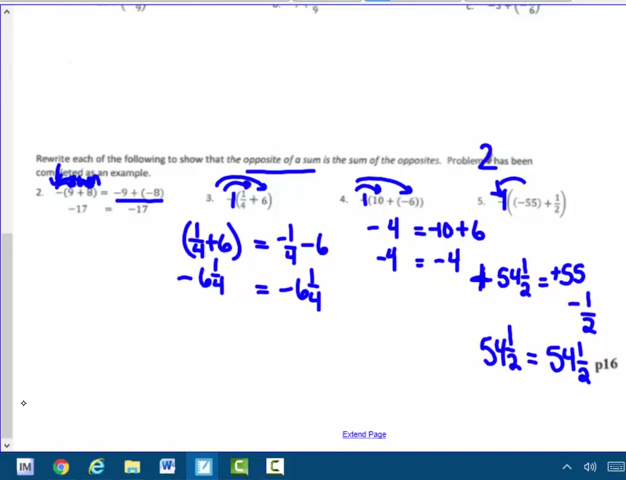 9
Rewrite each of the following to show that the opposite of a sum is the sum of the opposites. Problem 2 has been
completed as an example.
2. -(9 + 8) = -9 + (-8)
-17 = -17
3. -1(1/4 + 6)
(1/4 + 6) = -1/4 - 6
-6 1/4 = -6 1/4
4. -1(10 + (-6))
-4 = -10 + 6
-4 = -4
5. -1((-55) + 1/2)
+54 1/2 = +55
- 1/2
54 1/2 = 54 1/2
p16
Extend Page